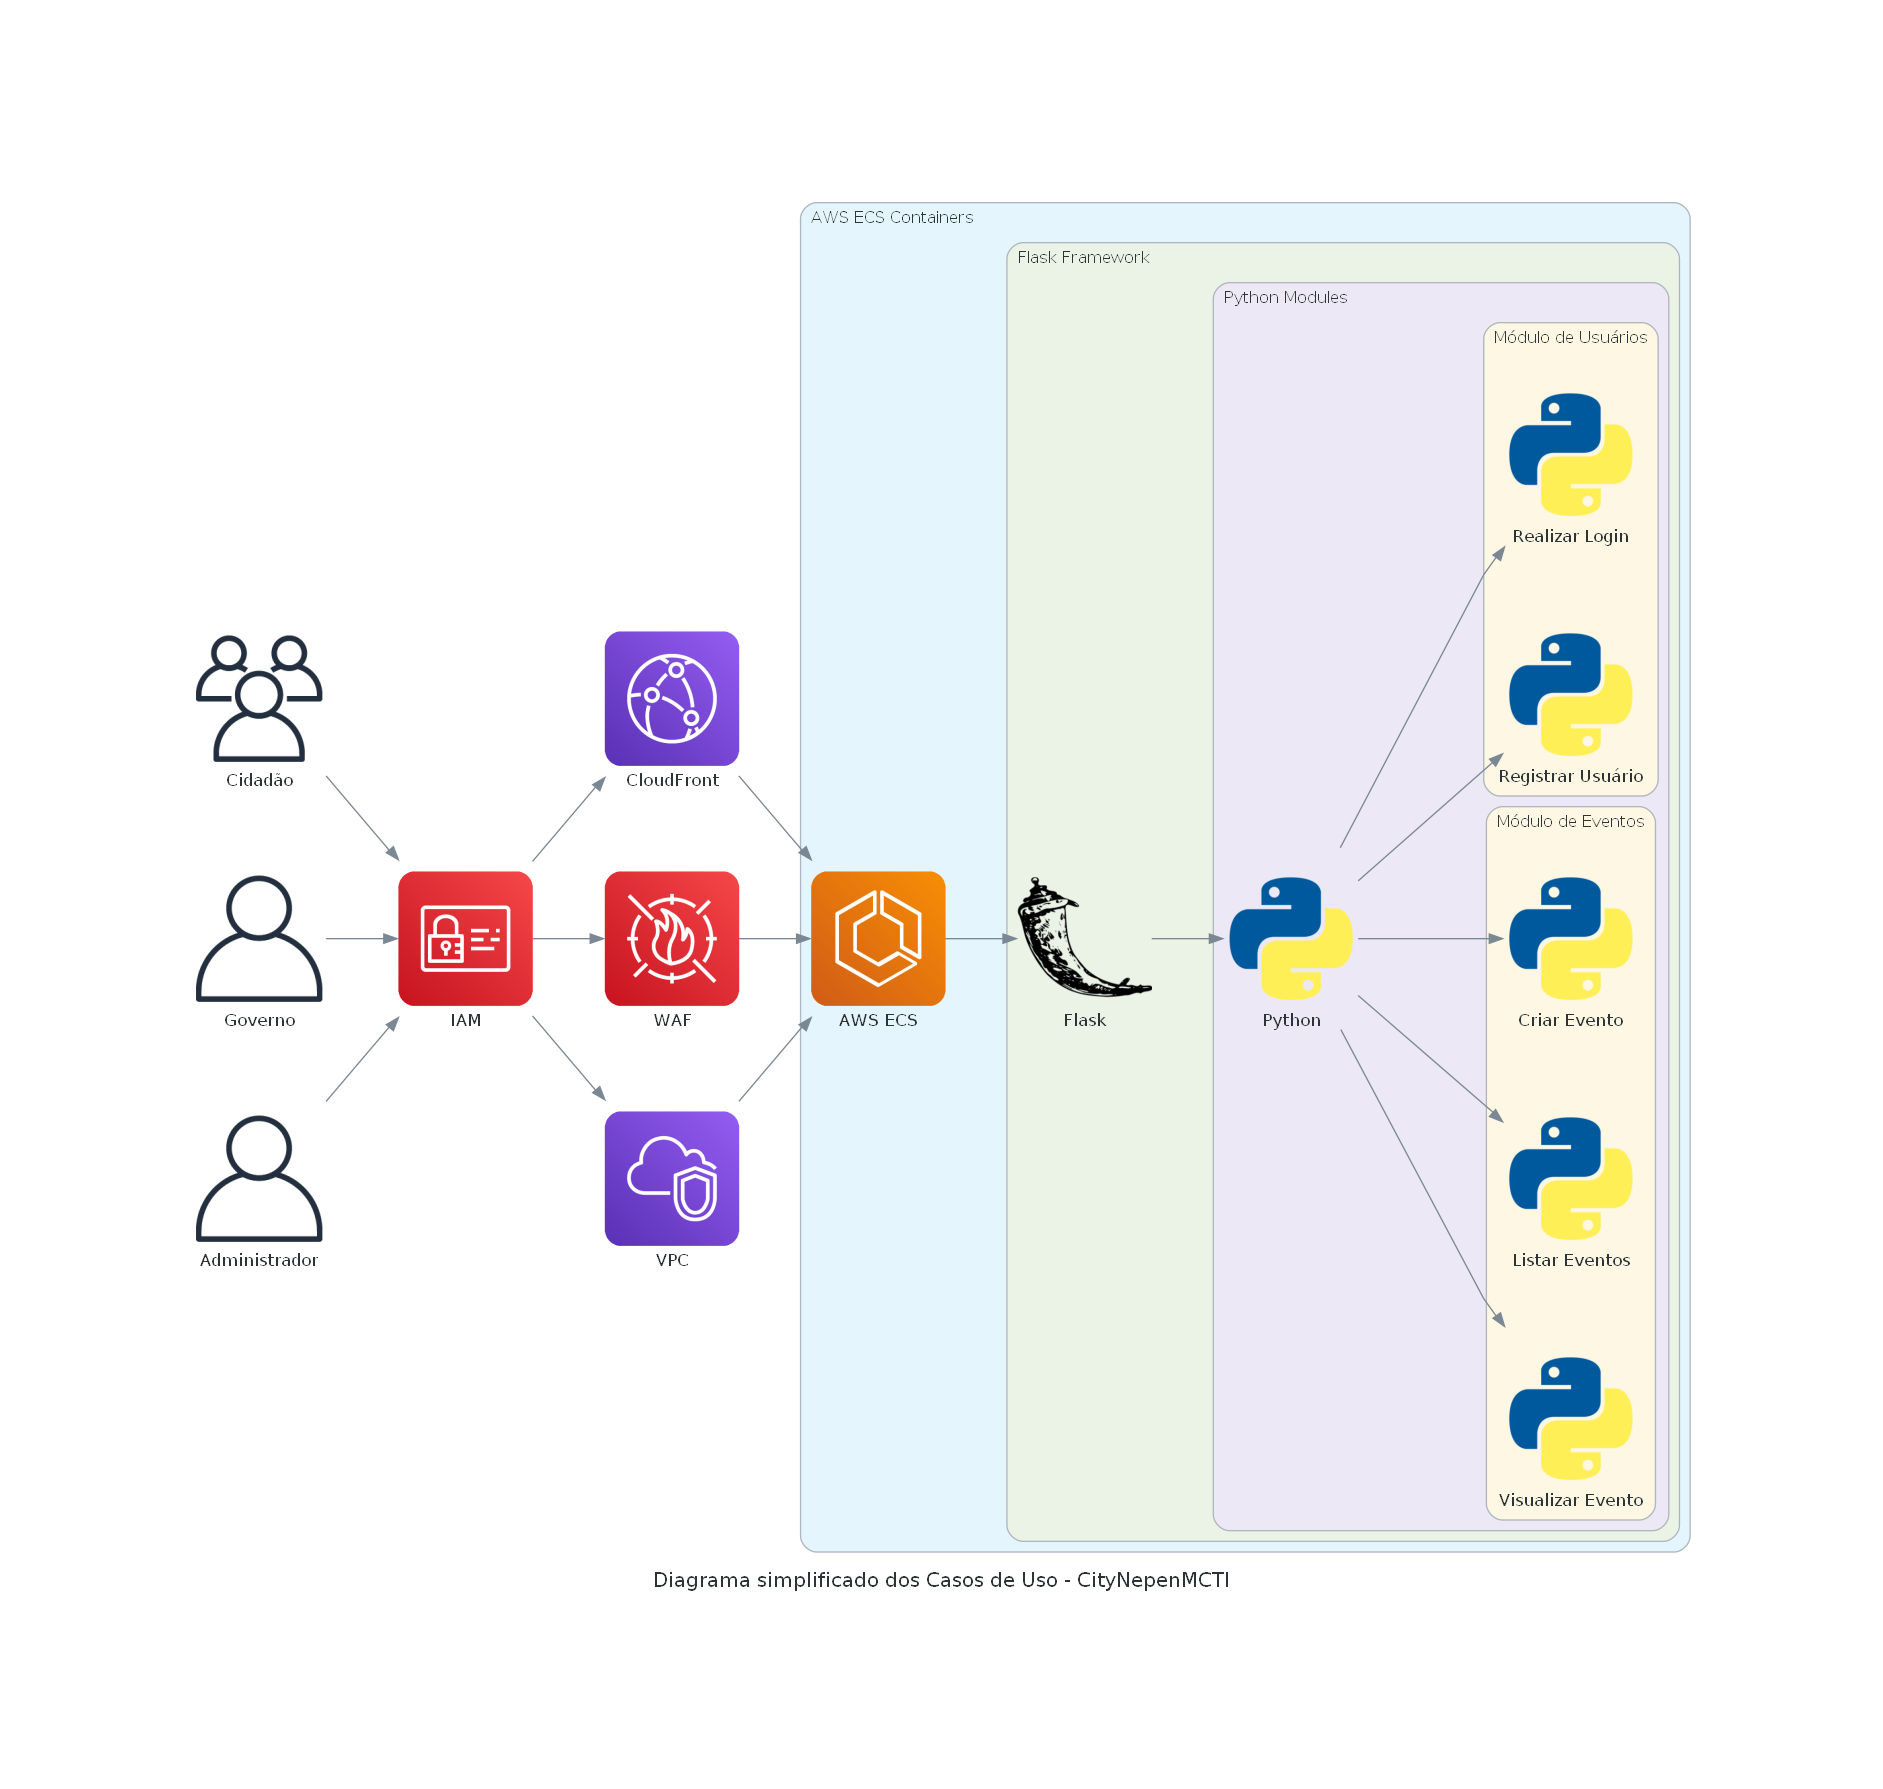 AWS ECS Containers
Flask Framework
Python Modules
Módulo de Usuários
Realizar Login
Registrar Usuário
Módulo de Eventos
Criar Evento
Listar Eventos
Visualizar Evento
Cidadão
Governo
Administrador
IAM
CloudFront
WAF
VPC
AWS ECS
Flask
Python
Diagrama simplificado dos Casos de Uso - CityNepenMCTI